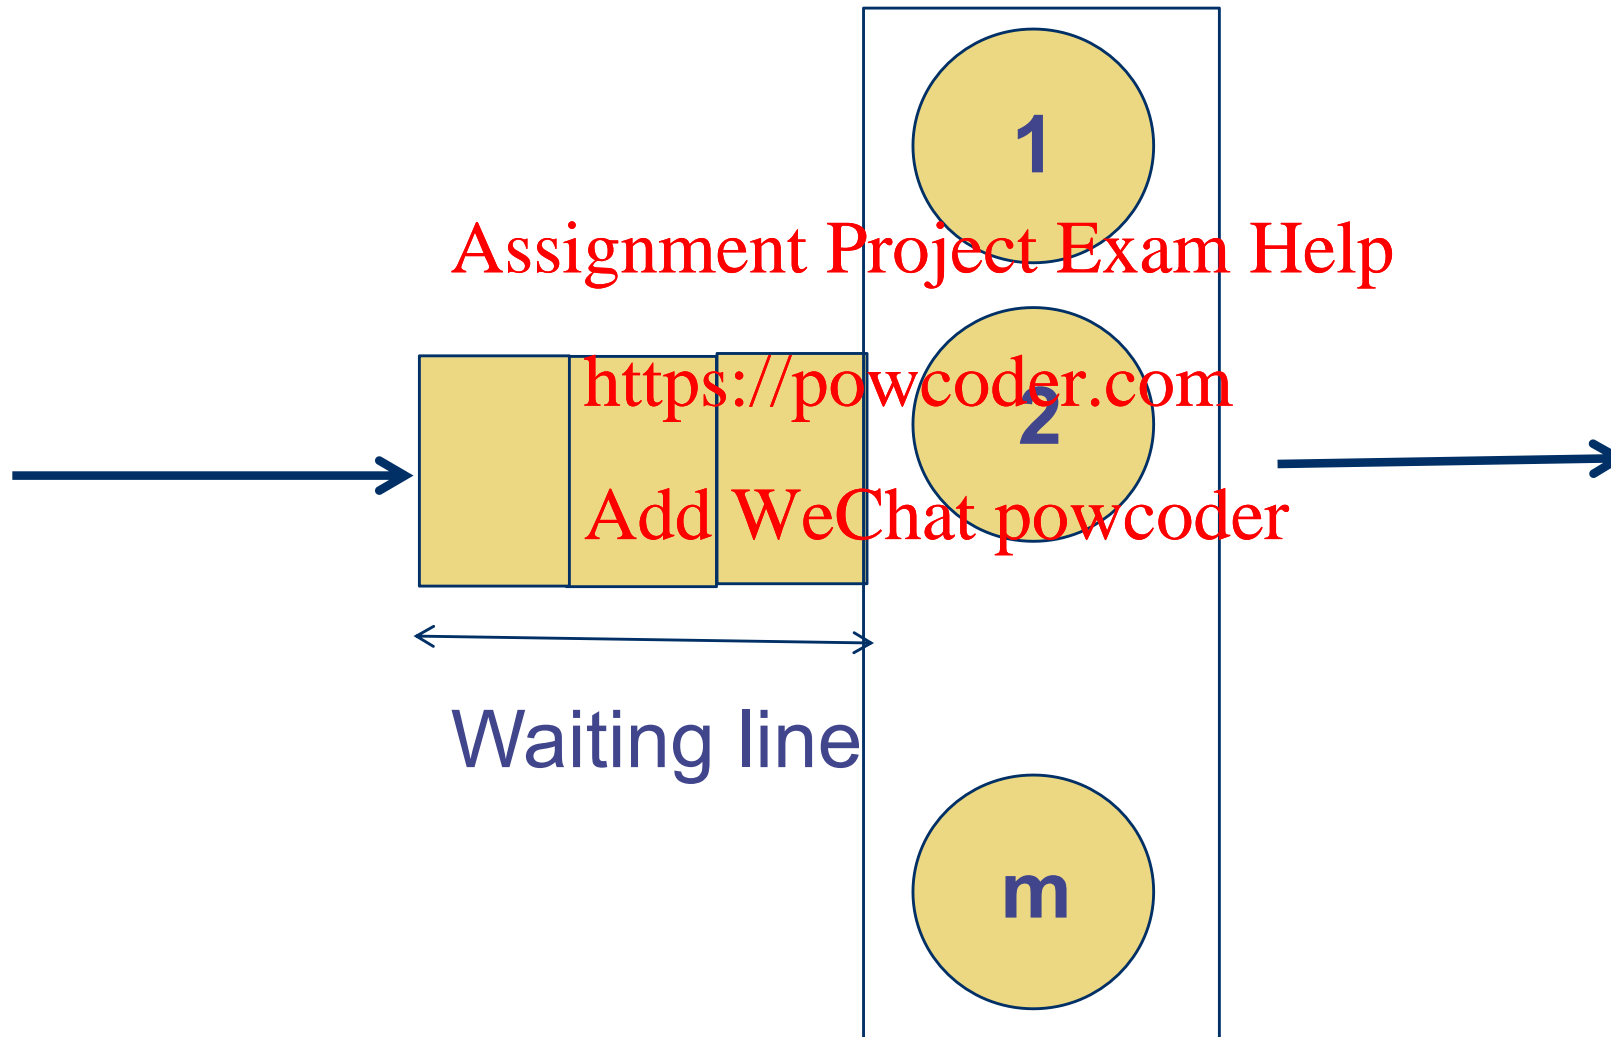 1
Assignment Project Exam Help
https://powcoder.com
2
Add WeChat powcoder
Waiting line
m